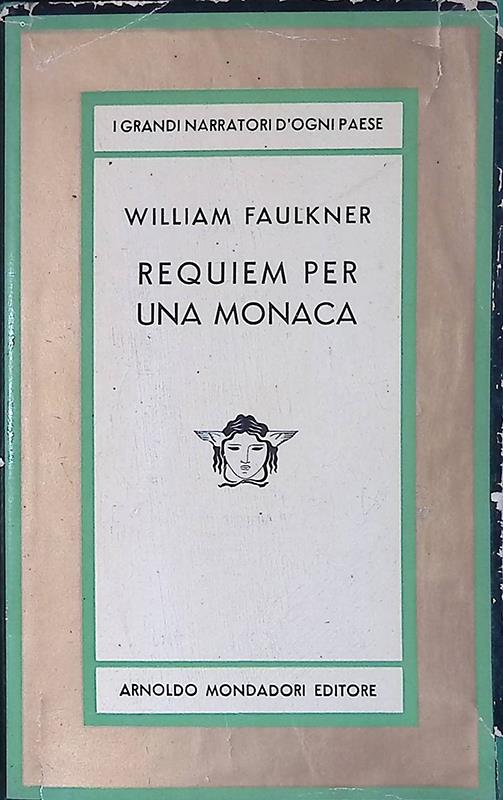 I GRANDI NARRATORI D'OGNI PAESE
WILLIAM FAULKNER
REQUIEM PER
UNA MONACA
ARNOLDO MONDADORI EDITORE